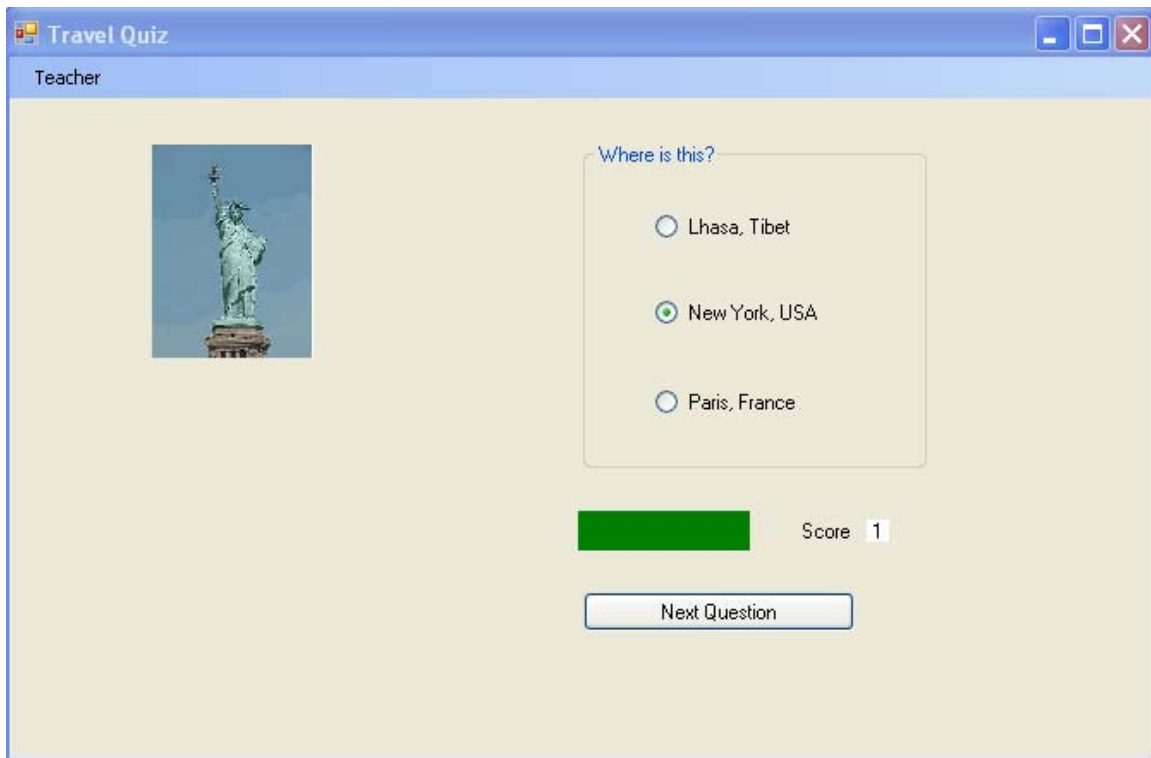 Travel Quiz
Teacher
Where is this?
Lhasa, Tibet
New York, USA
Paris, France
Score 1
Next Question